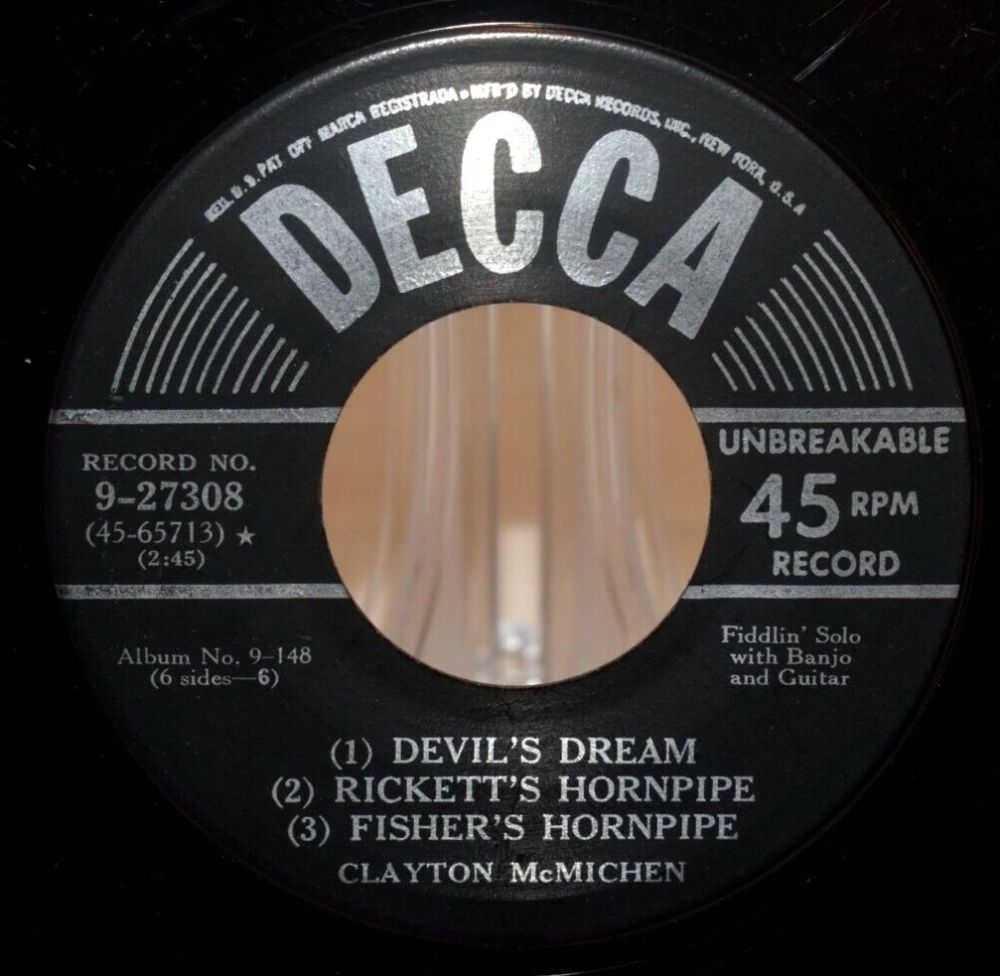 REG. U.S. PAT OFF MARCA REGISTRADA • MF'R'D BY DECCA RECORDS, INC., NEW YORK, U.S.A
DECCA
RECORD NO.
9-27308
(45-65713) ★
(2:45)
UNBREAKABLE
45 RPM
RECORD
Album No. 9-148
(6 sides—6)
Fiddlin' Solo
with Banjo
and Guitar
(1) DEVIL'S DREAM
(2) RICKETT'S HORNPIPE
(3) FISHER'S HORNPIPE
CLAYTON McMICHEN